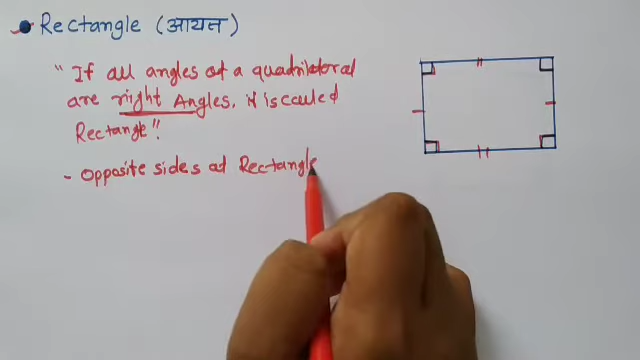 Rectangle (आयत)
" If all angles of a quadrilateral
are right Angles. it is called
Rectangle".
- Opposite sides of Rectangle